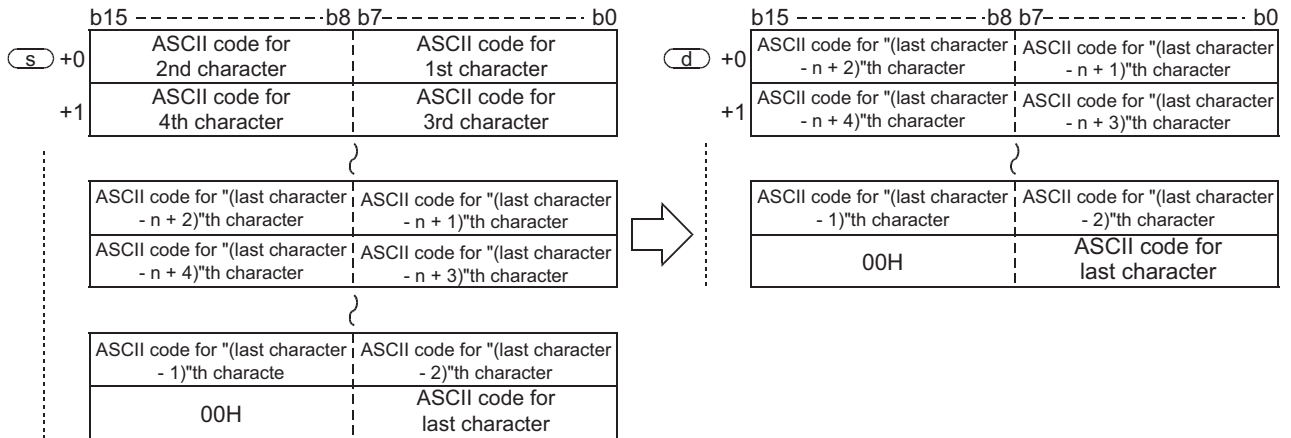 b15 b8 b7 b0
s +0
ASCII code for
2nd character
ASCII code for
1st character
+1
ASCII code for
4th character
ASCII code for
3rd character
ASCII code for "(last character
- n + 2)"th character
ASCII code for "(last character
- n + 1)"th character
ASCII code for "(last character
- n + 4)"th character
ASCII code for "(last character
- n + 3)"th character
ASCII code for "(last character
- 1)"th characte
ASCII code for "(last character
- 2)"th character
00H
ASCII code for
last character
b15 b8 b7 b0
d +0
ASCII code for "(last character
- n + 2)"th character
ASCII code for "(last character
- n + 1)"th character
+1
ASCII code for "(last character
- n + 4)"th character
ASCII code for "(last character
- n + 3)"th character
ASCII code for "(last character
- 1)"th character
ASCII code for "(last character
- 2)"th character
00H
ASCII code for
last character